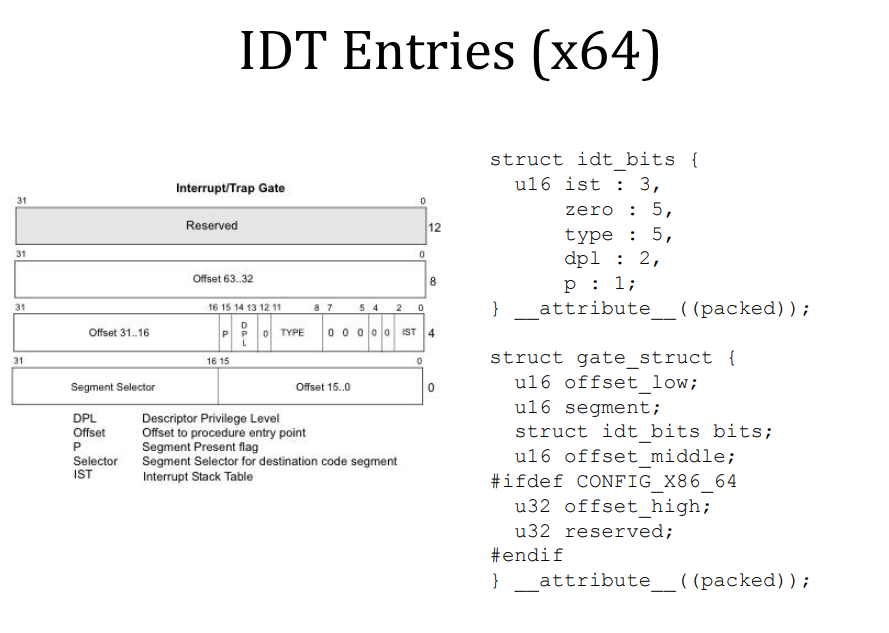 IDT Entries (x64)
Interrupt/Trap Gate
31 0
Reserved 12
31 0
Offset 63..32 8
31 16 15 14 13 12 11 8 7 5 4 2 0
Offset 31..16 P DPL 0 TYPE 0 0 0 0 0 IST 4
31 16 15 0
Segment Selector Offset 15..0 0
DPL Descriptor Privilege Level
Offset Offset to procedure entry point
P Segment Present flag
Selector Segment Selector for destination code segment
IST Interrupt Stack Table
struct idt_bits {
u16 ist : 3,
zero : 5,
type : 5,
dpl : 2,
p : 1;
} __attribute__((packed));
struct gate_struct {
u16 offset_low;
u16 segment;
struct idt_bits bits;
u16 offset_middle;
#ifdef CONFIG_X86_64
u32 offset_high;
u32 reserved;
#endif
} __attribute__((packed));